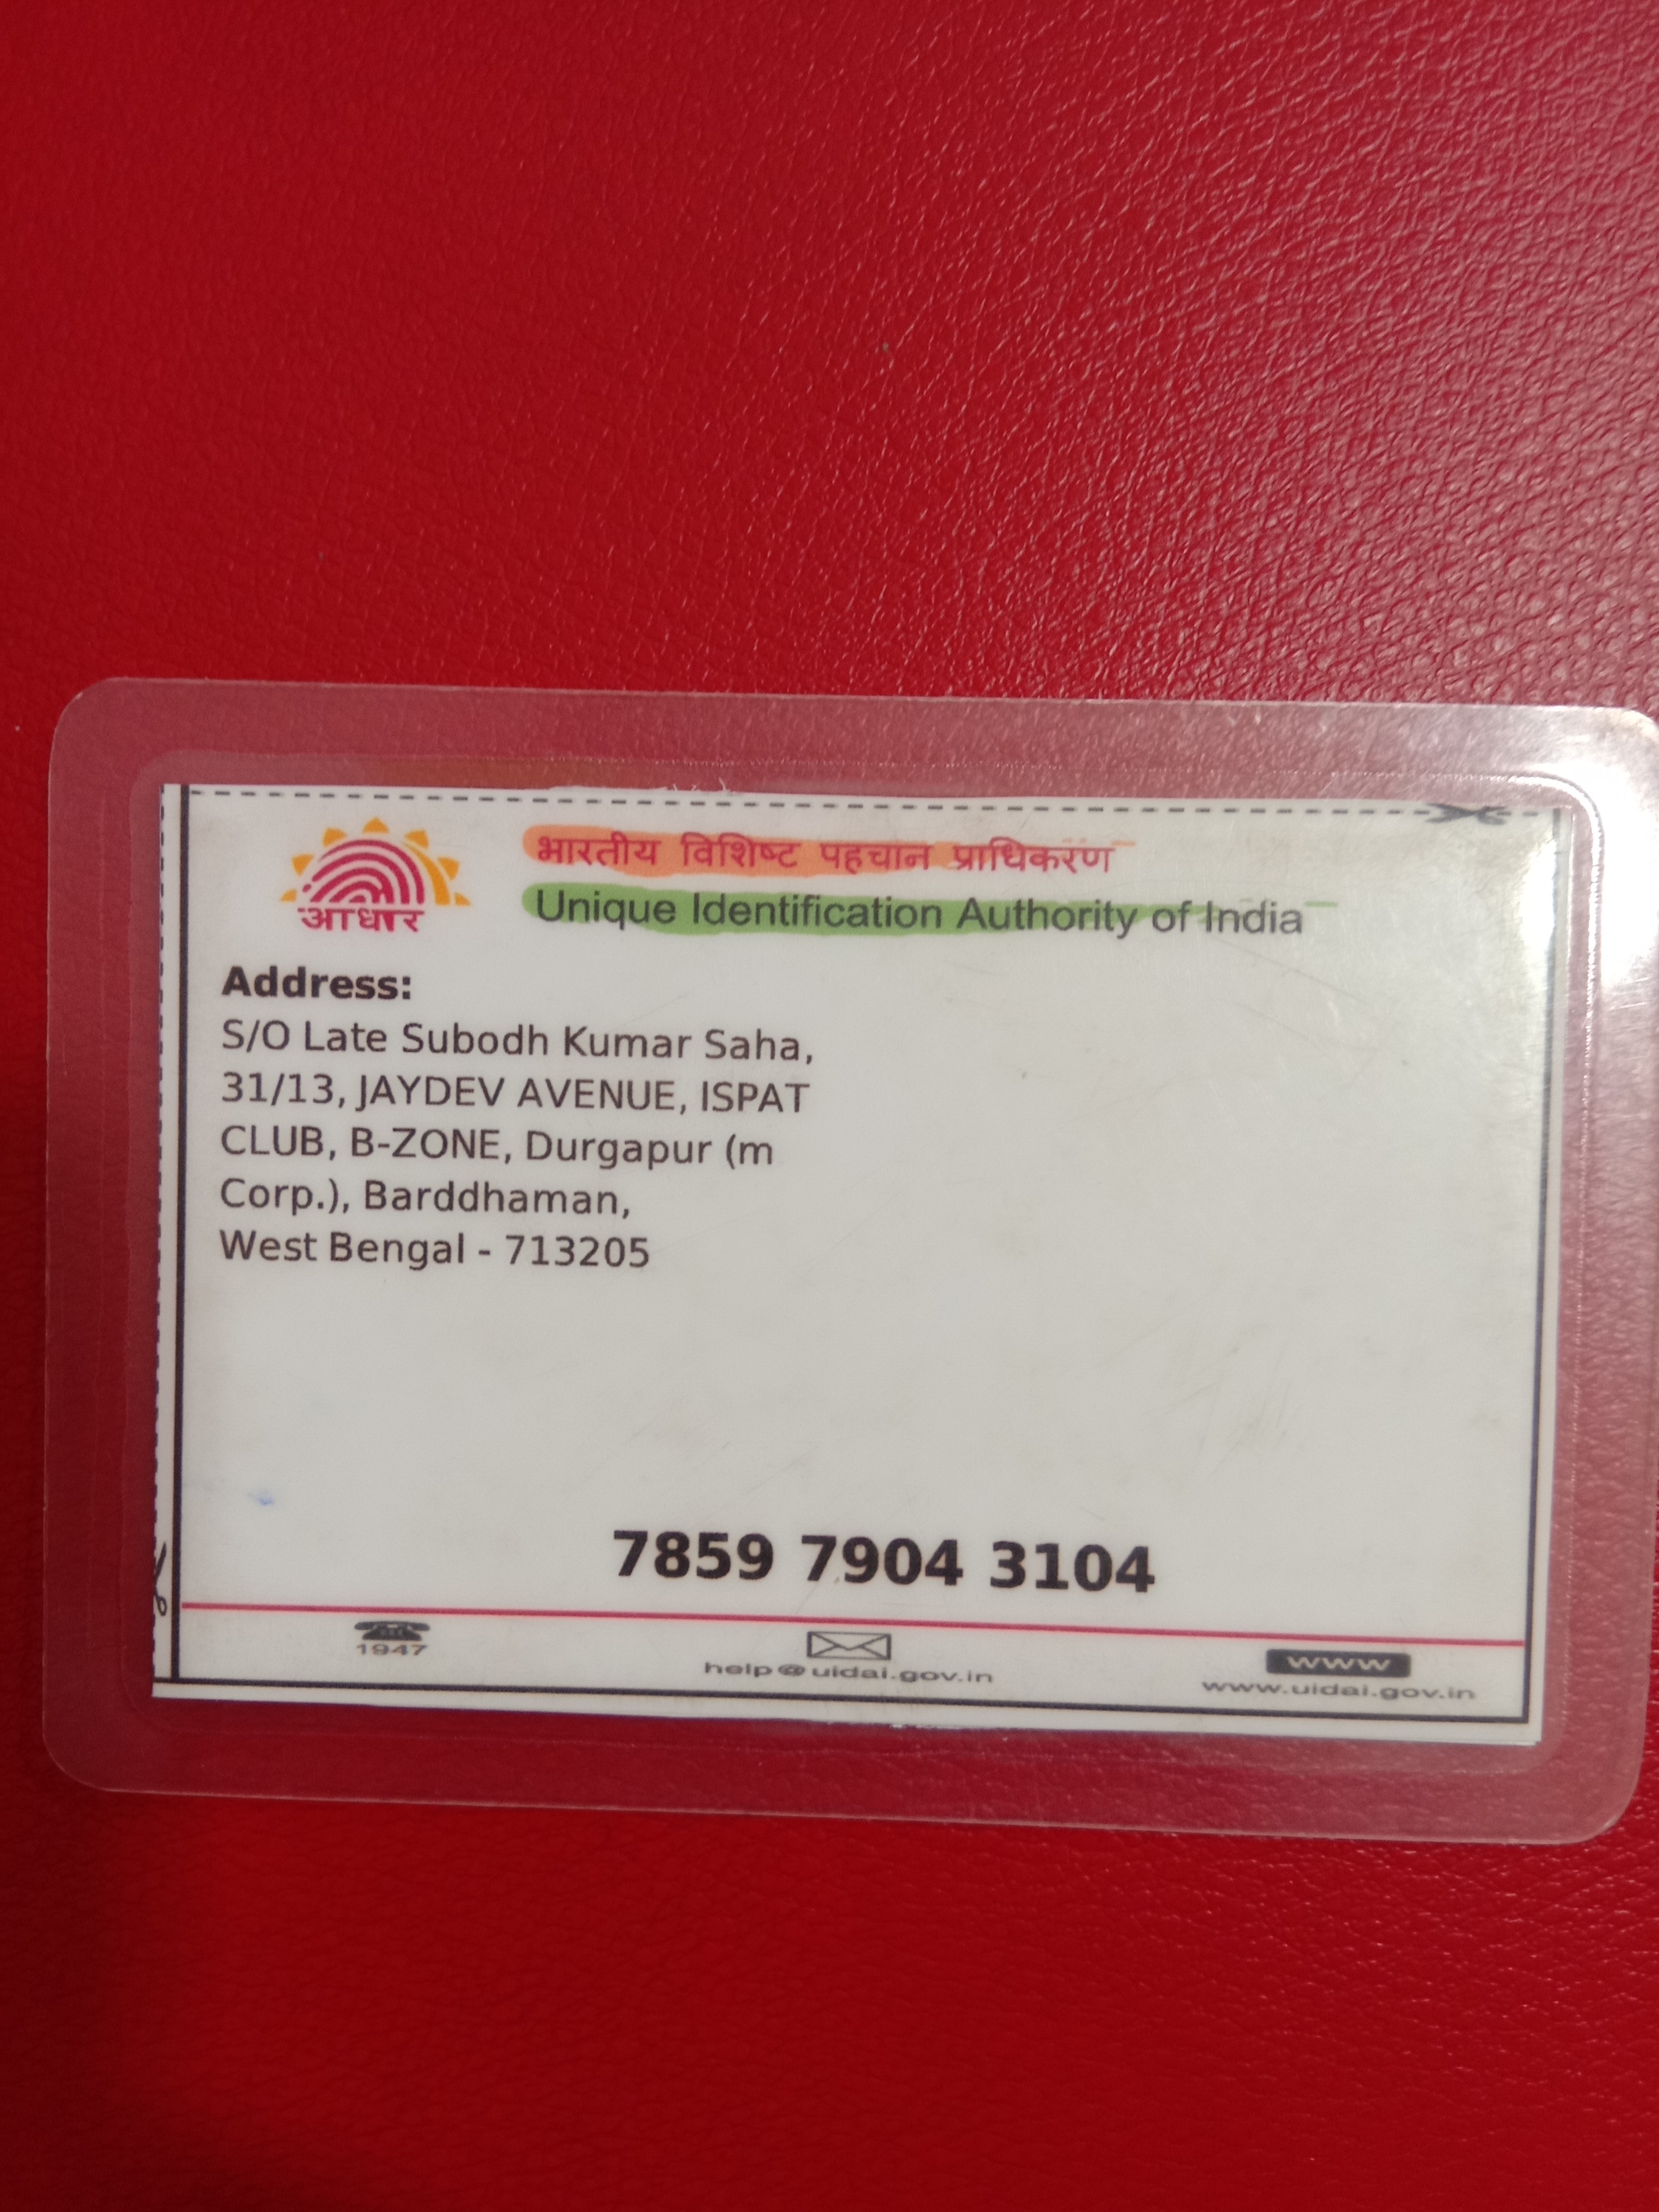 भारतीय विशिष्ट पहचान प्राधिकरण
आधार
Unique Identification Authority of India
Address:
S/O Late Subodh Kumar Saha,
31/13, JAYDEV AVENUE, ISPAT
CLUB, B-ZONE, Durgapur (m
Corp.), Barddhaman,
West Bengal - 713205
7859 7904 3104
1947
help@uidai.gov.in
www
www.uidai.gov.in